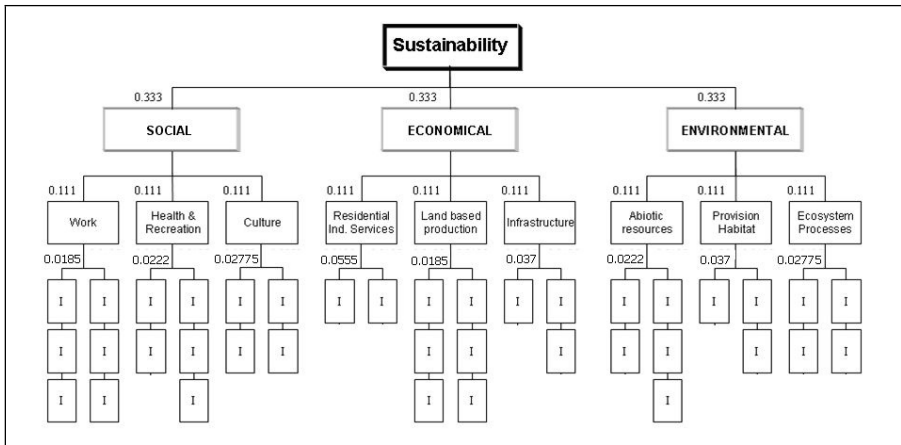 Sustainability
0.333 0.333 0.333
SOCIAL ECONOMICAL ENVIRONMENTAL
0.111 0.111 0.111 0.111 0.111 0.111 0.111 0.111 0.111
Work
Health &
Recreation
Culture
Residential
Ind. Services
Land based
production
Infrastructure
Abiotic
resources
Provision
Habitat
Ecosystem
Processes
0.0185 0.0222 0.02775 0.0555 0.0185 0.037 0.0222 0.037 0.02775
I I I I I I I I I I I I I I I I I I
I I I I I I I I I I I I I I I
I I I I I I